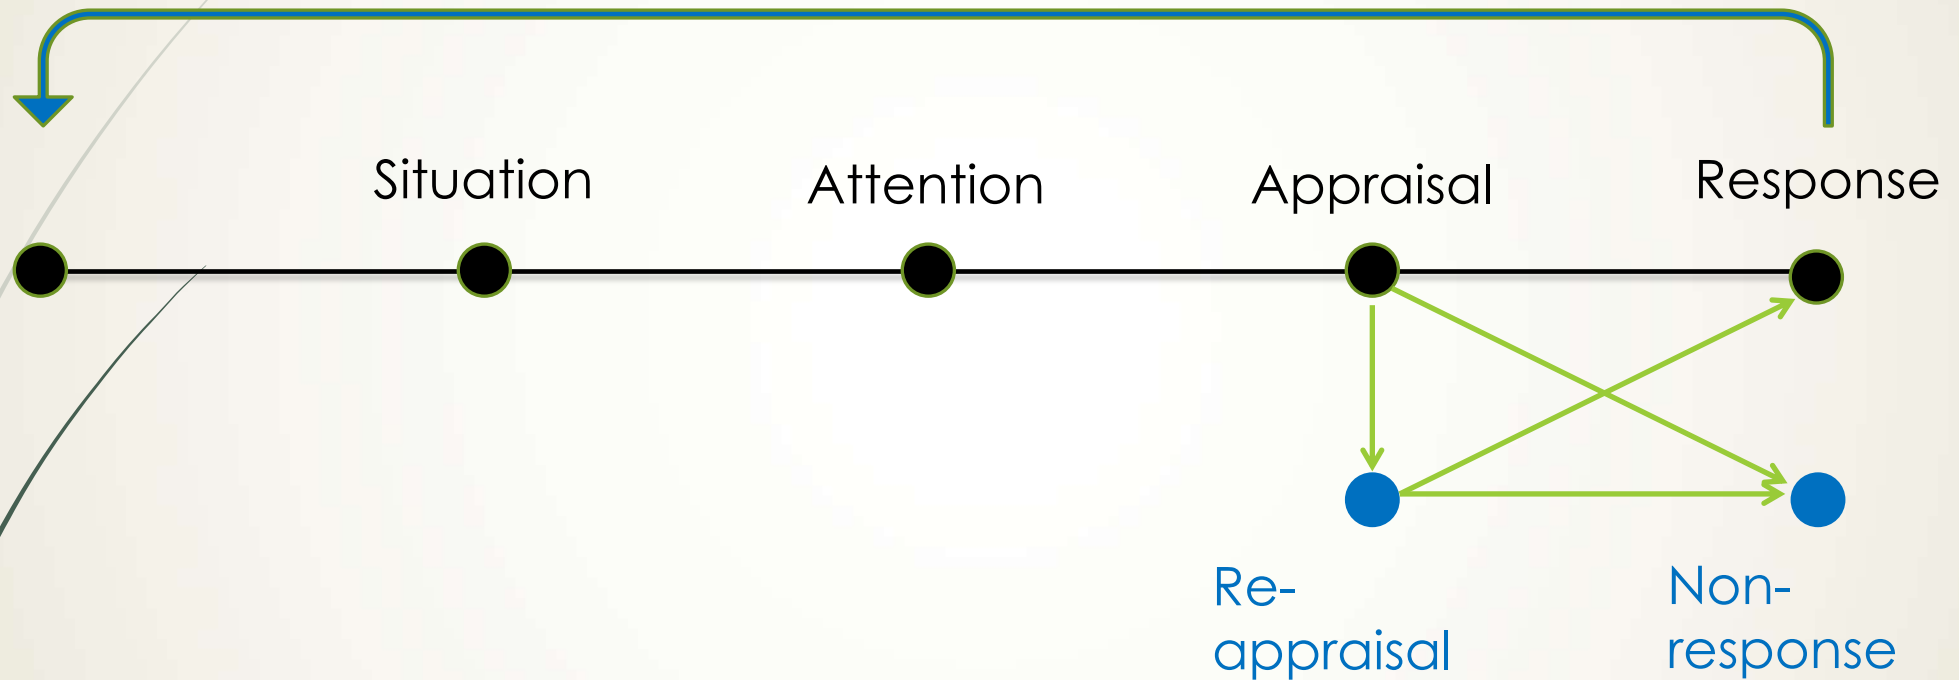 Situation
Attention
Appraisal
Response
Re-
appraisal
Non-
response